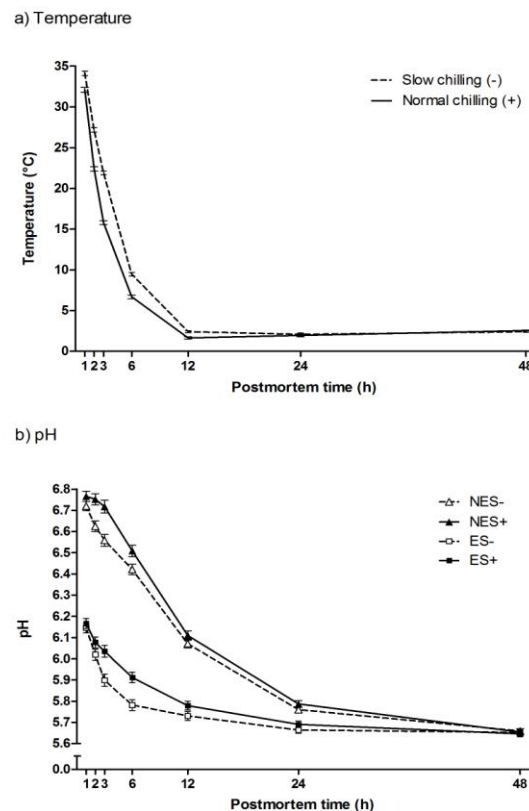 a) Temperature
35
30
25
20
15
10
5
0
Temperature (°C)
Slow chilling (-)
Normal chilling (+)
1 2 3 6 12 24 48
Postmortem time (h)
b) pH
6.8
6.7
6.6
6.5
6.4
6.3
6.2
6.1
6.0
5.9
5.8
5.7
5.6
0.0
pH
NES-
NES+
ES-
ES+
1 2 3 6 12 24 48
Postmortem time (h)